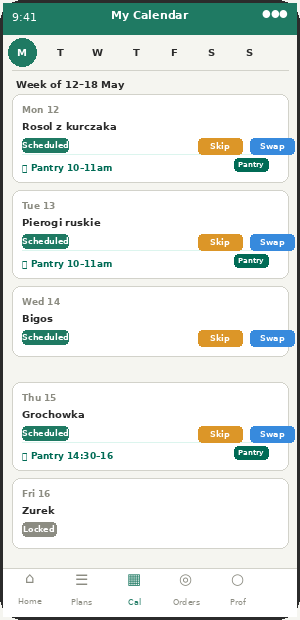 9:41 My Calendar
M T W T F S S
Week of 12–18 May
Mon 12
Rosol z kurczaka
Scheduled Skip Swap
Pantry 10–11am Pantry
Tue 13
Pierogi ruskie
Scheduled Skip Swap
Pantry 10–11am Pantry
Wed 14
Bigos
Scheduled Skip Swap
Thu 15
Grochowka
Scheduled Skip Swap
Pantry 14:30–16 Pantry
Fri 16
Zurek
Locked
Home Plans Cal Orders Prof